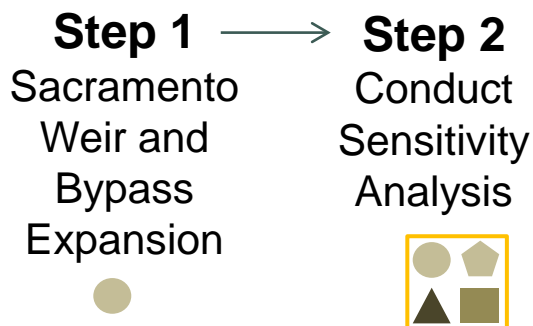 Step 1
Sacramento
Weir and
Bypass
Expansion
Step 2
Conduct
Sensitivity
Analysis